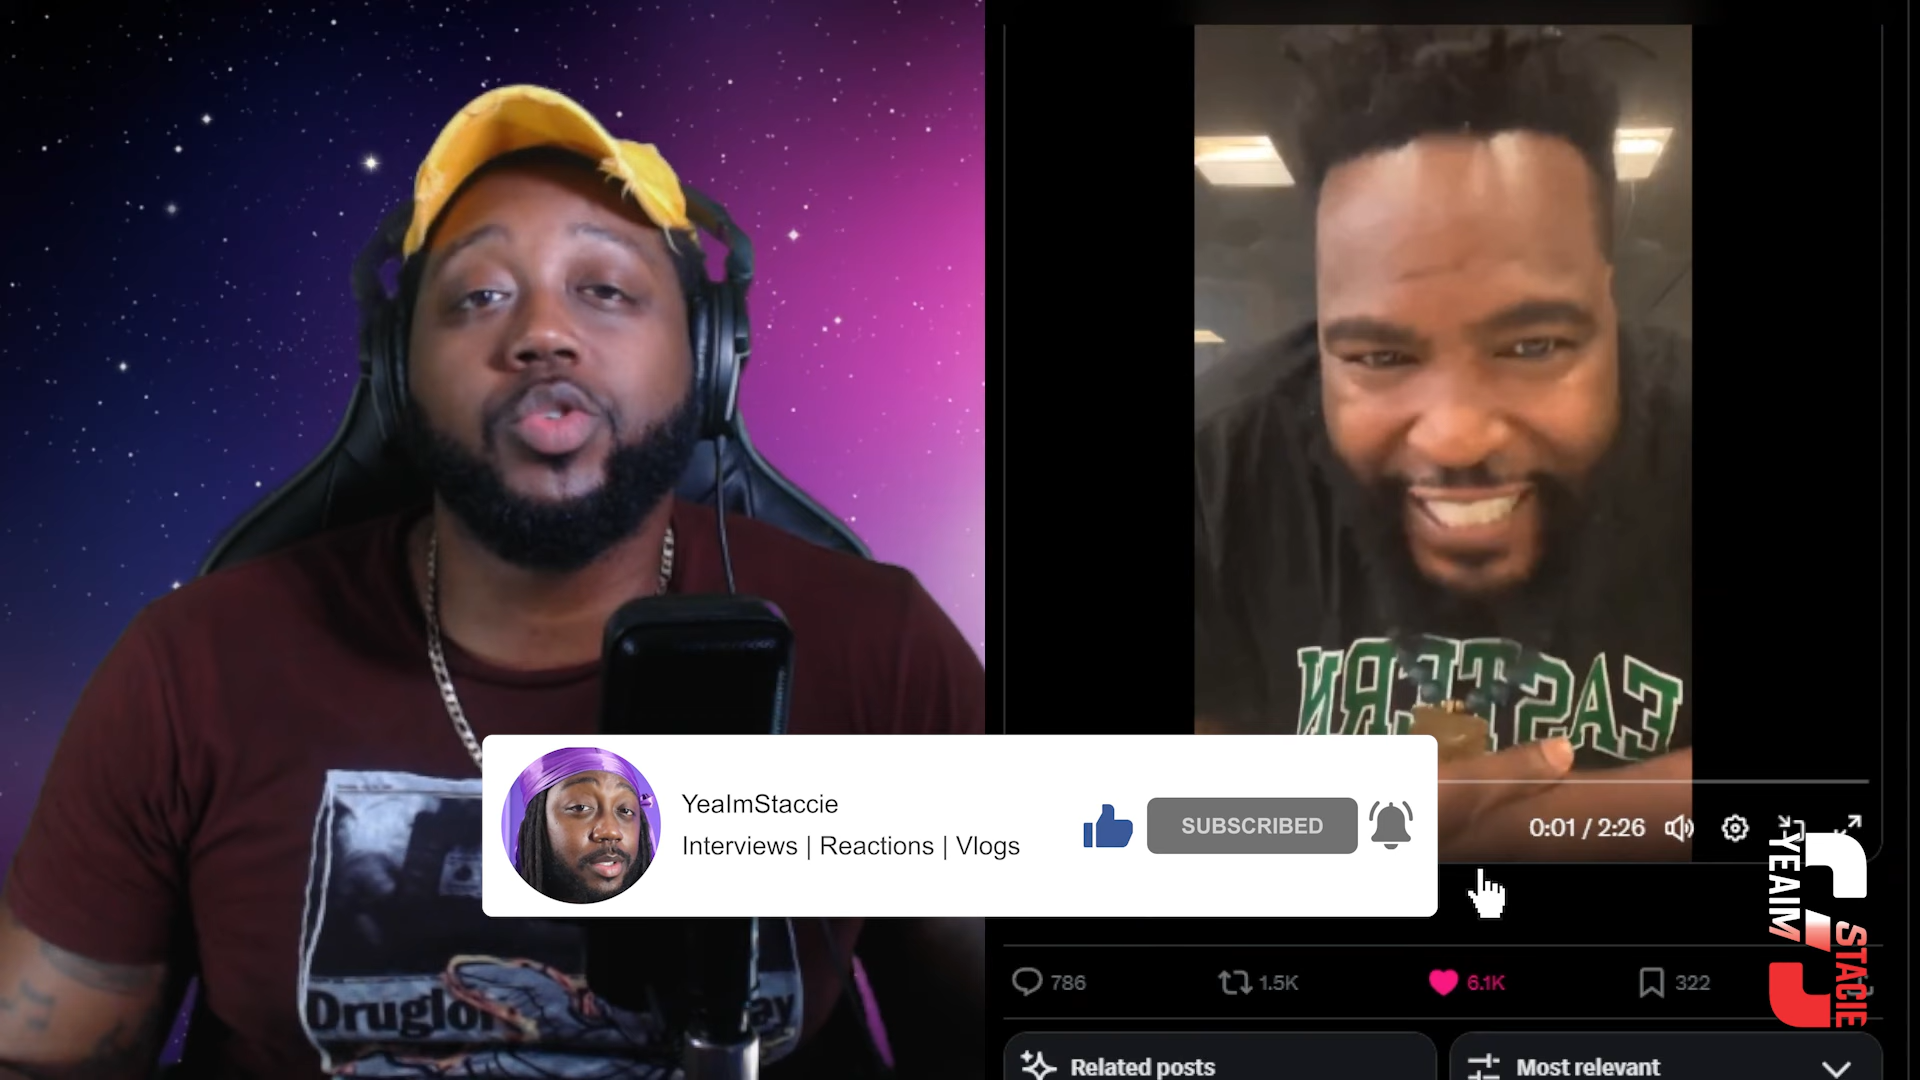 EASTERN
YeaImStaccie
Interviews | Reactions | Vlogs
SUBSCRIBED
0:01 / 2:26
YEAIM
STACIE
786
1.5K
6.1K
322
Related posts
Most relevant